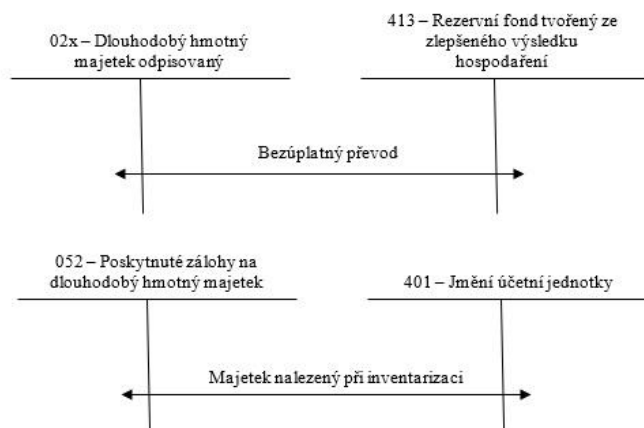 02x – Dlouhodobý hmotný
majetek odpisovaný
413 – Rezervní fond tvořený ze
zlepšeného výsledku
hospodaření
Bezúplatný převod
052 – Poskytnuté zálohy na
dlouhodobý hmotný majetek
401 – Jmění účetní jednotky
Majetek nalezený při inventarizaci